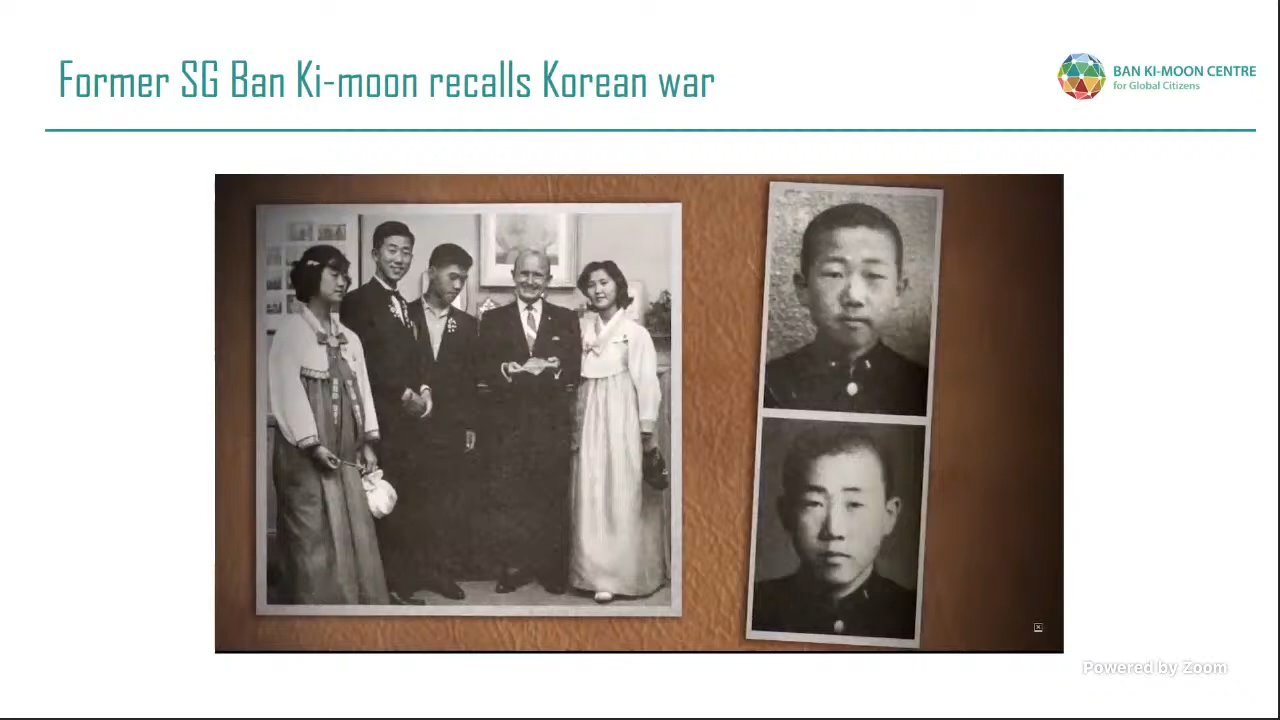 Former SG Ban Ki-moon recalls Korean war
BAN KI-MOON CENTRE
for Global Citizens
Powered by Zoom